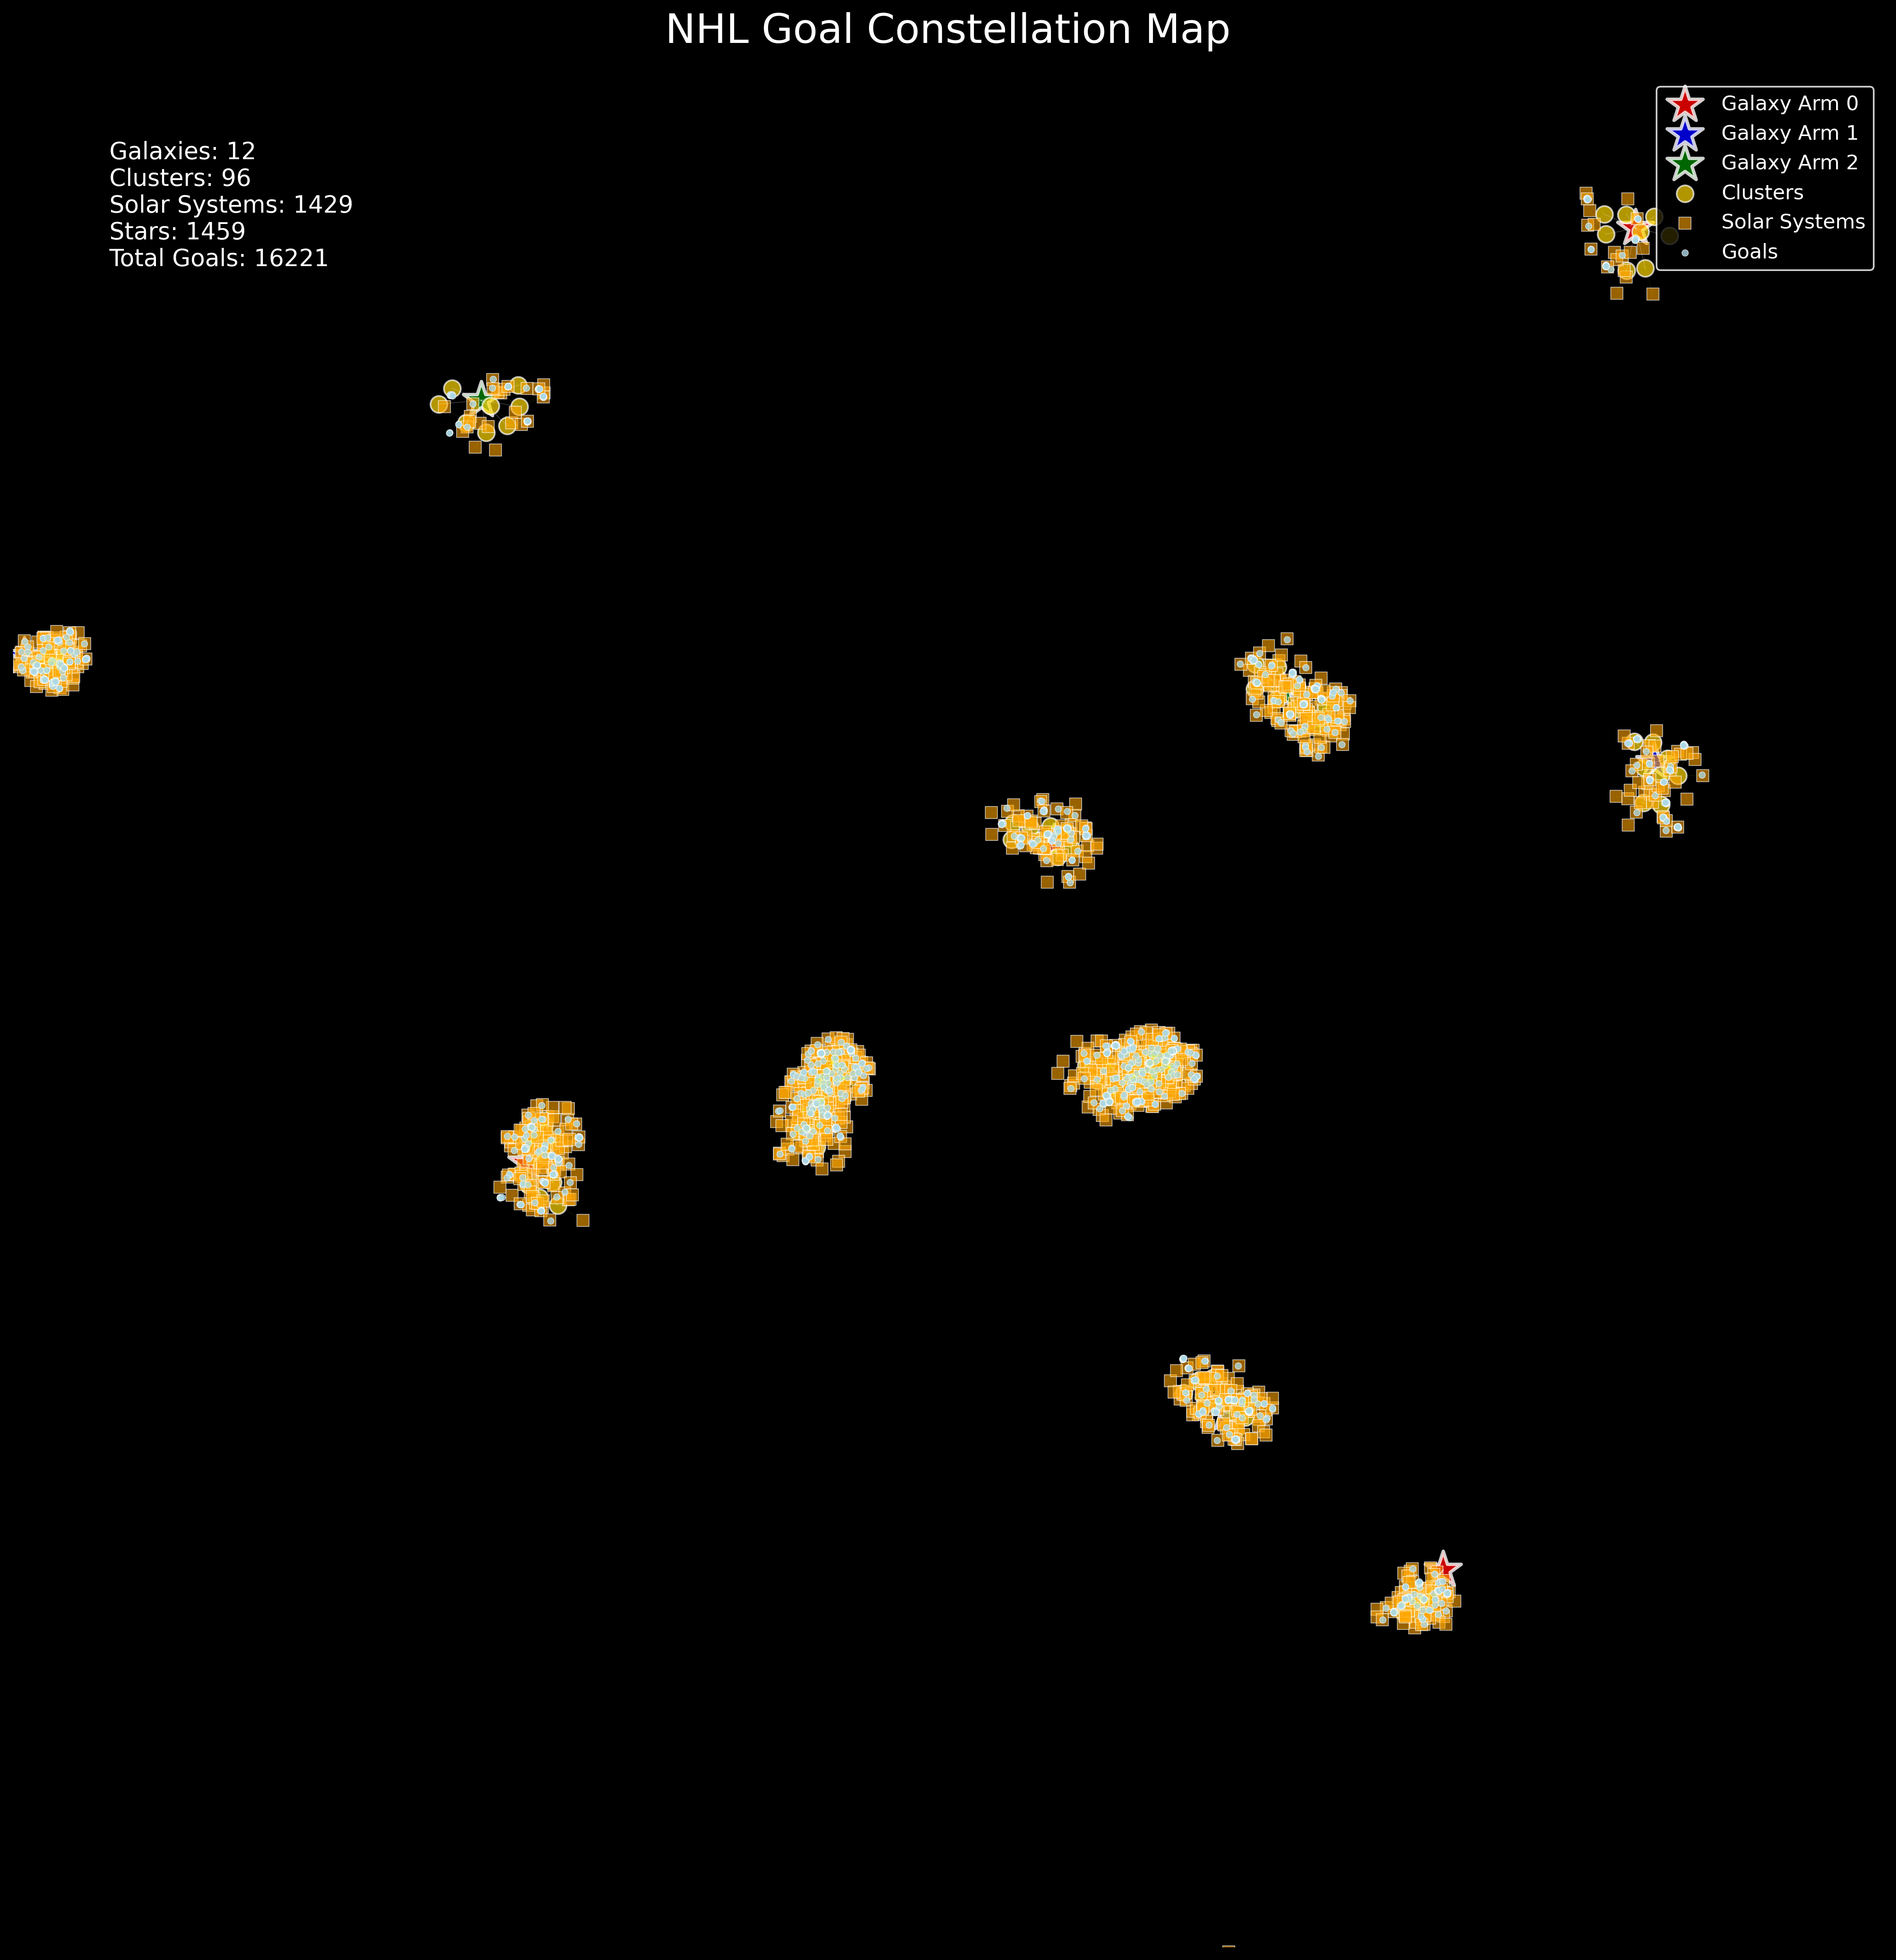 NHL Goal Constellation Map
Galaxies: 12
Clusters: 96
Solar Systems: 1429
Stars: 1459
Total Goals: 16221
Galaxy Arm 0
Galaxy Arm 1
Galaxy Arm 2
Clusters
Solar Systems
Goals